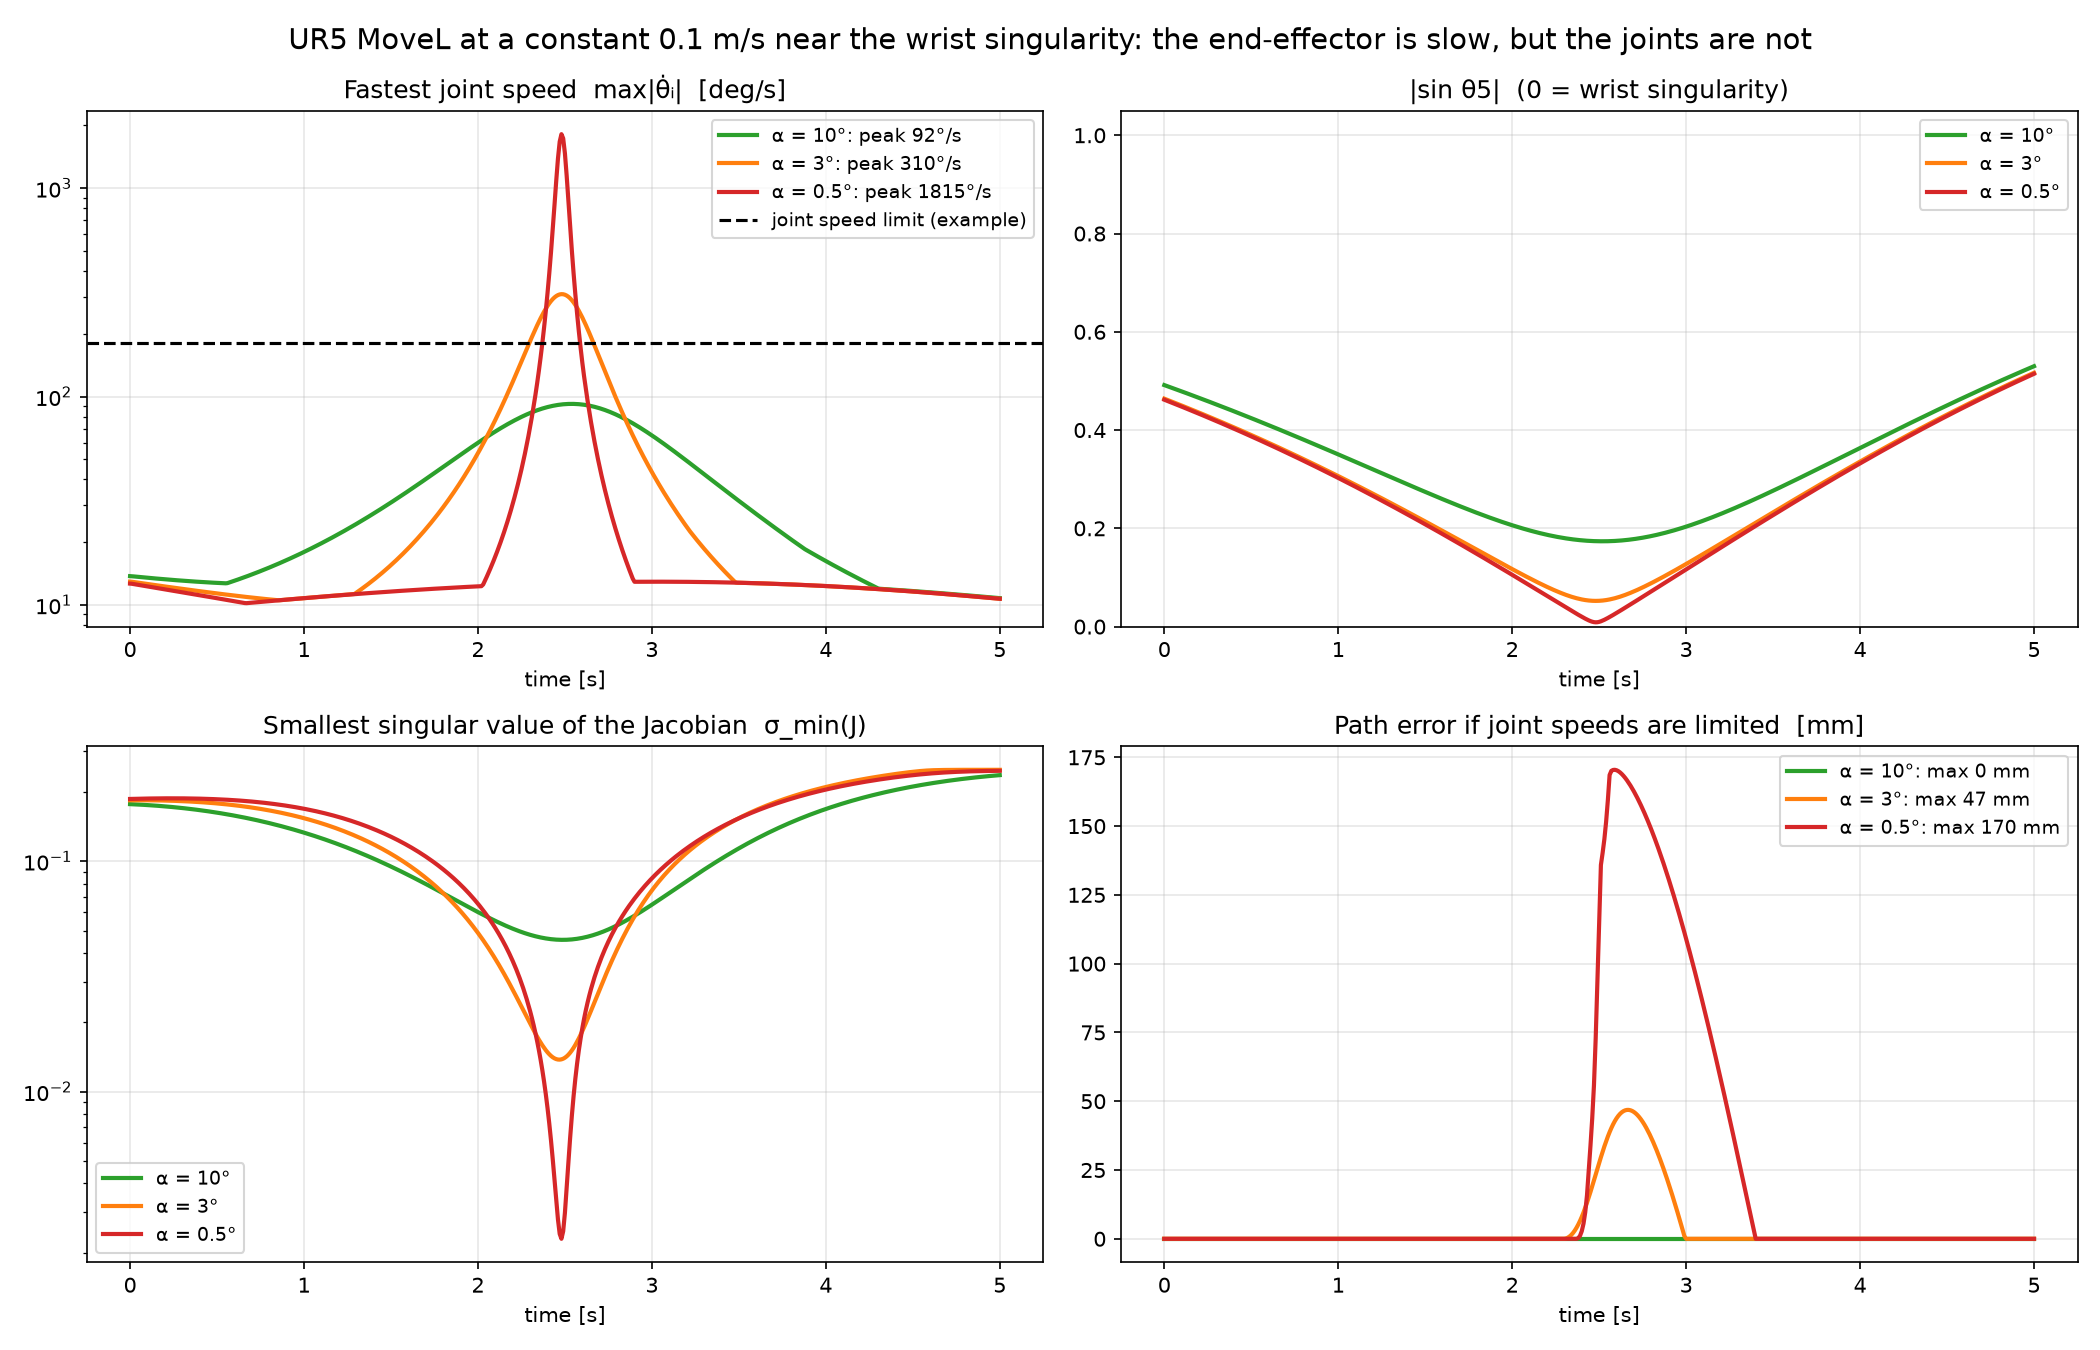 UR5 MoveL at a constant 0.1 m/s near the wrist singularity: the end-effector is slow, but the joints are not
Fastest joint speed  max|θ̇ᵢ|  [deg/s]
α = 10°: peak 92°/s
α = 3°: peak 310°/s
α = 0.5°: peak 1815°/s
joint speed limit (example)
10³
10²
10¹
0 1 2 3 4 5
time [s]
|sin θ5|  (0 = wrist singularity)
α = 10°
α = 3°
α = 0.5°
1.0
0.8
0.6
0.4
0.2
0.0
0 1 2 3 4 5
time [s]
Smallest singular value of the Jacobian  σ_min(J)
10⁻¹
10⁻²
α = 10°
α = 3°
α = 0.5°
0 1 2 3 4 5
time [s]
Path error if joint speeds are limited  [mm]
α = 10°: max 0 mm
α = 3°: max 47 mm
α = 0.5°: max 170 mm
175
150
125
100
75
50
25
0
0 1 2 3 4 5
time [s]